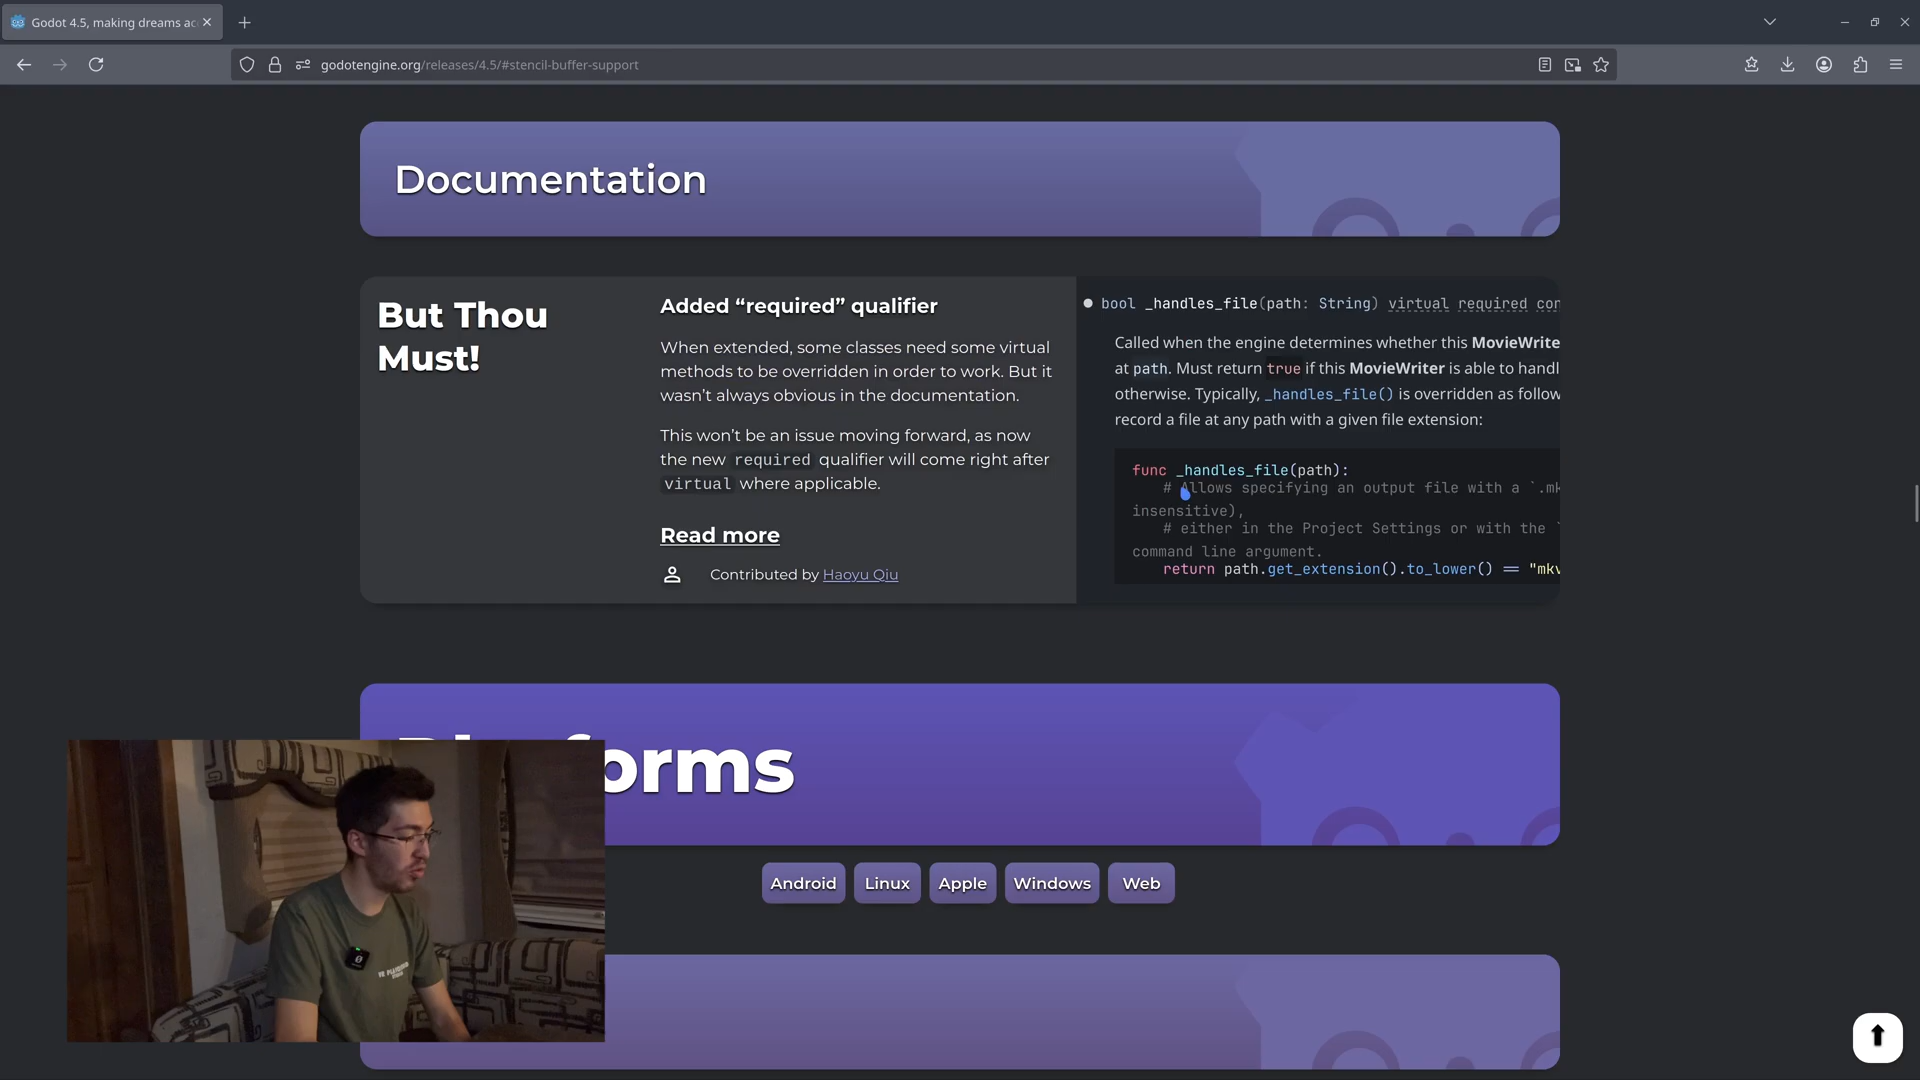 Godot 4.5, making dreams ac
godotengine.org/releases/4.5/#stencil-buffer-support
Documentation
But Thou
Must!
Added “required” qualifier
When extended, some classes need some virtual
methods to be overridden in order to work. But it
wasn’t always obvious in the documentation.
This won’t be an issue moving forward, as now
the new required qualifier will come right after
virtual where applicable.
Read more
Contributed by Haoyu Qiu
bool _handles_file(path: String) virtual required con
Called when the engine determines whether this MovieWrite
at path. Must return true if this MovieWriter is able to handl
otherwise. Typically, _handles_file() is overridden as follow
record a file at any path with a given file extension:
func _handles_file(path):
# Allows specifying an output file with a `.mk
insensitive),
# either in the Project Settings or with the `
command line argument.
return path.get_extension().to_lower() == "mkv
orms
Android
Linux
Apple
Windows
Web